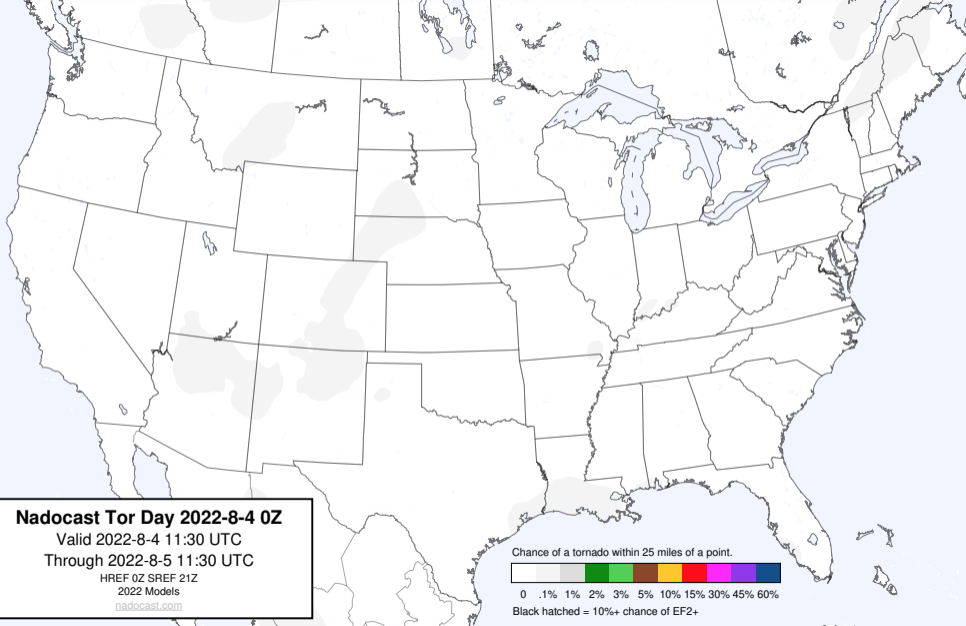 Nadocast Tor Day 2022-8-4 0Z
Valid 2022-8-4 11:30 UTC
Through 2022-8-5 11:30 UTC
HREF 0Z SREF 21Z
2022 Models
nadocast.com
Chance of a tornado within 25 miles of a point.
0 .1% 1% 2% 3% 5% 10% 15% 30% 45% 60%
Black hatched = 10%+ chance of EF2+